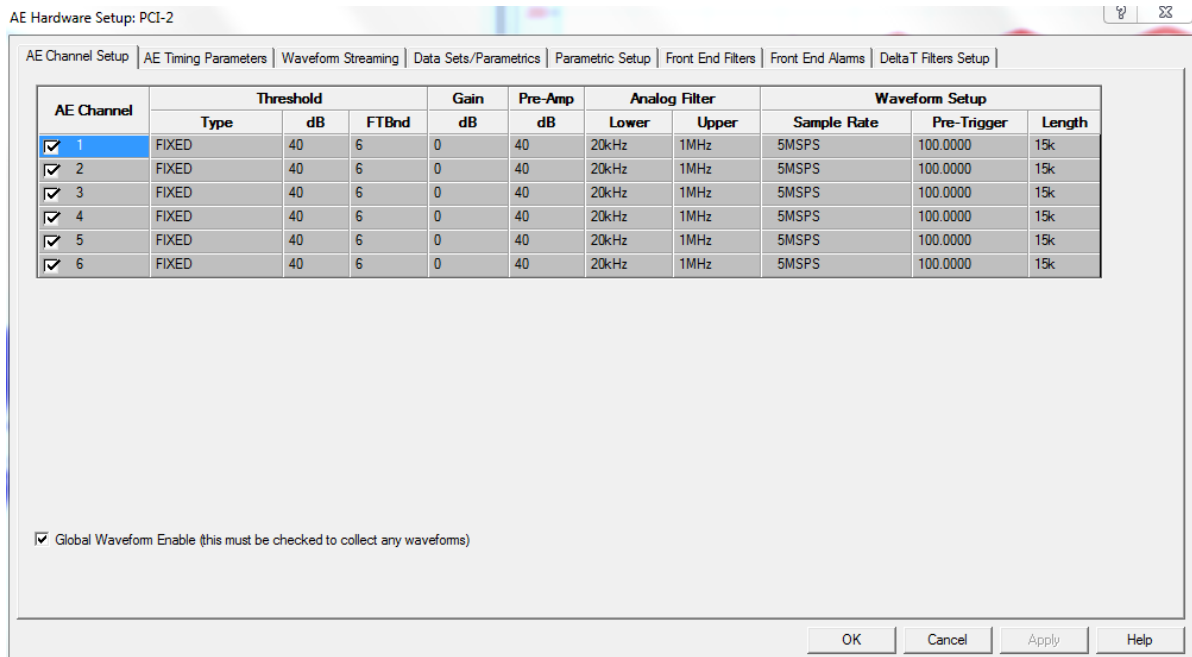 AE Hardware Setup: PCI-2
AE Channel Setup AE Timing Parameters Waveform Streaming Data Sets/Parametrics Parametric Setup Front End Filters Front End Alarms DeltaT Filters Setup
AE Channel Threshold Gain Pre-Amp Analog Filter Waveform Setup
Type dB FTBnd dB dB Lower Upper Sample Rate Pre-Trigger Length
1 FIXED 40 6 0 40 20kHz 1MHz 5MSPS 100.0000 15k
2 FIXED 40 6 0 40 20kHz 1MHz 5MSPS 100.0000 15k
3 FIXED 40 6 0 40 20kHz 1MHz 5MSPS 100.0000 15k
4 FIXED 40 6 0 40 20kHz 1MHz 5MSPS 100.0000 15k
5 FIXED 40 6 0 40 20kHz 1MHz 5MSPS 100.0000 15k
6 FIXED 40 6 0 40 20kHz 1MHz 5MSPS 100.0000 15k
Global Waveform Enable (this must be checked to collect any waveforms)
OK Cancel Apply Help